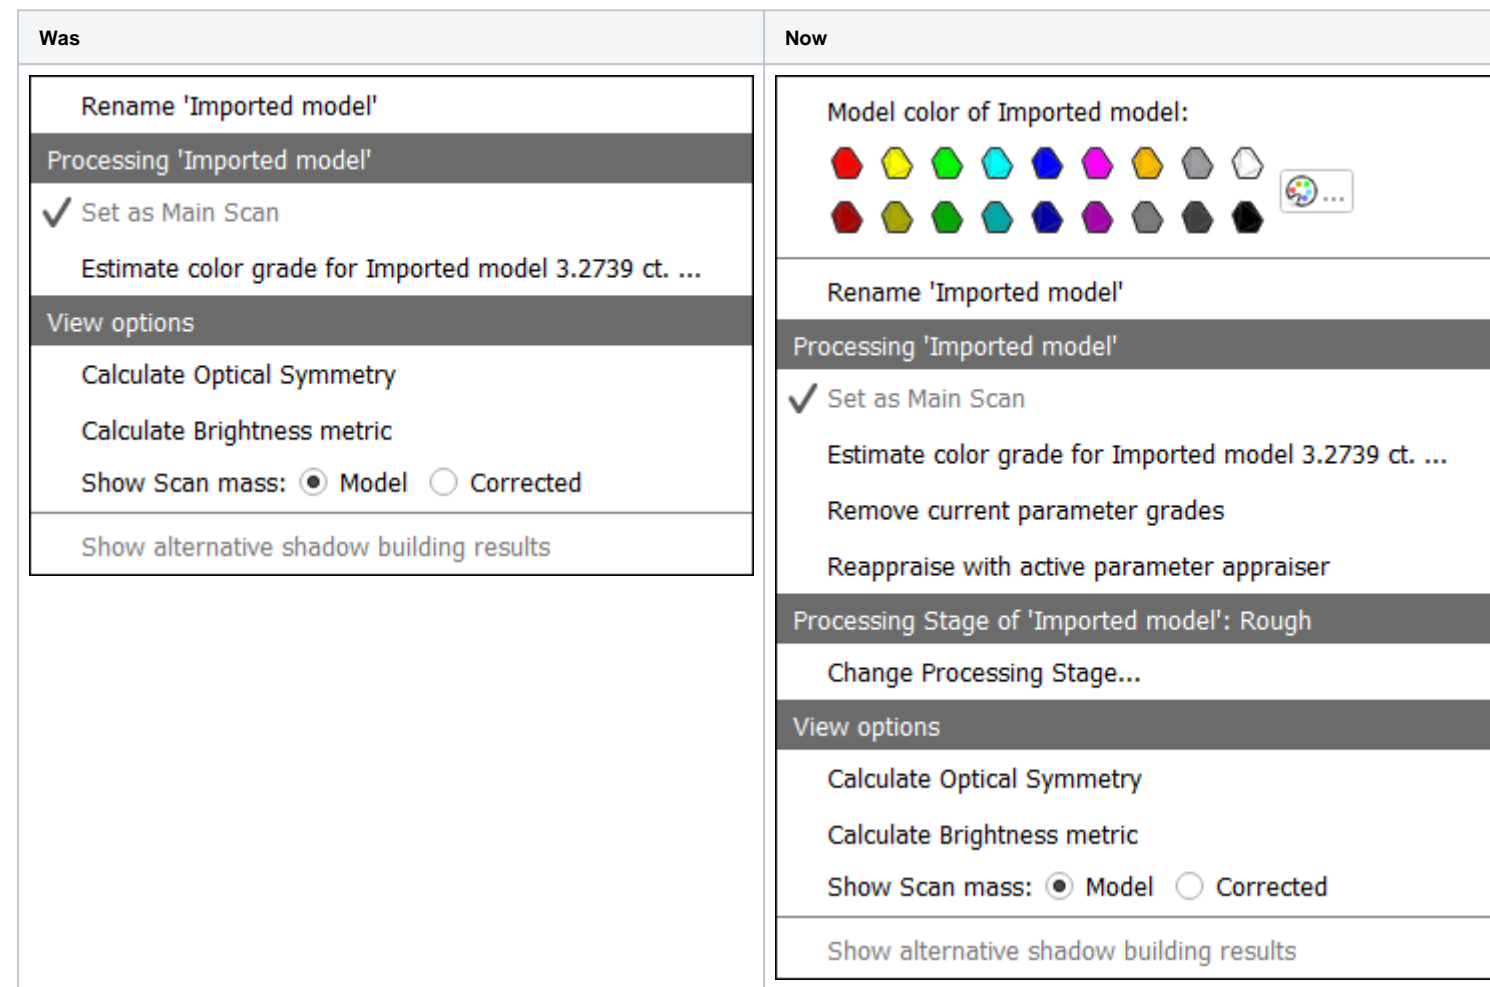 Was
Now
Rename 'Imported model'
Processing 'Imported model'
Set as Main Scan
Estimate color grade for Imported model 3.2739 ct. ...
View options
Calculate Optical Symmetry
Calculate Brightness metric
Show Scan mass: Model Corrected
Show alternative shadow building results
Model color of Imported model:
...
Rename 'Imported model'
Processing 'Imported model'
Set as Main Scan
Estimate color grade for Imported model 3.2739 ct. ...
Remove current parameter grades
Reappraise with active parameter appraiser
Processing Stage of 'Imported model': Rough
Change Processing Stage...
View options
Calculate Optical Symmetry
Calculate Brightness metric
Show Scan mass: Model Corrected
Show alternative shadow building results